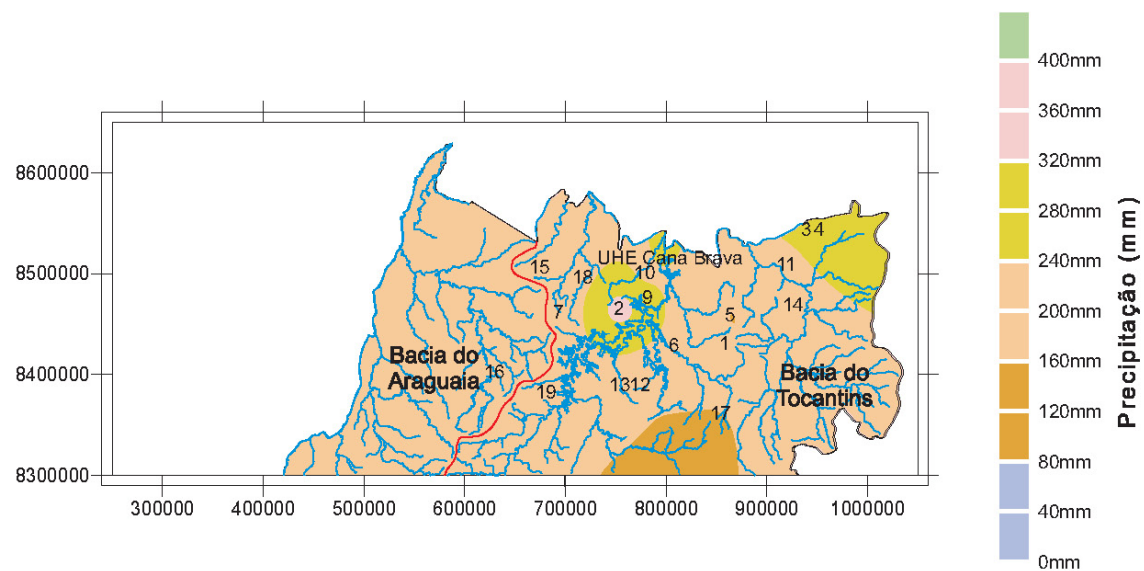 400mm
360mm
320mm
280mm
240mm
200mm
160mm
120mm
80mm
40mm
0mm
Precipitação (mm)
8600000
8500000
8400000
8300000
300000 400000 500000 600000 700000 800000 900000 1000000
34
UHE Cana Brava
15
18
10
11
2
9
7
5
14
6
1
Bacia do
Araguaia
16
19
1312
Bacia do
Tocantins
17